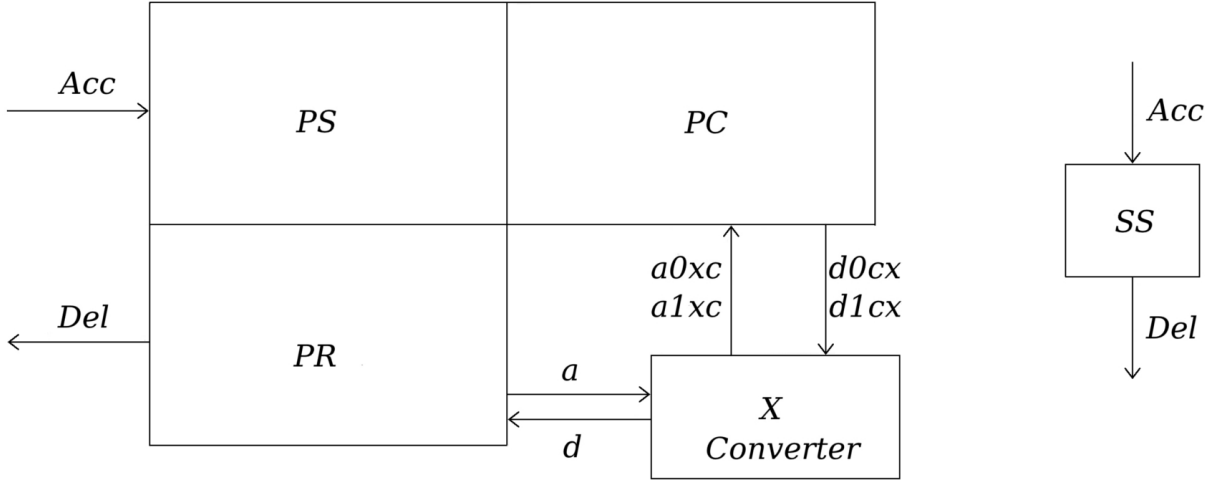 Acc
PS
PC
Acc
SS
a0xc
d0cx
a1xc
d1cx
Del
Del
PR
a
d
X
Converter